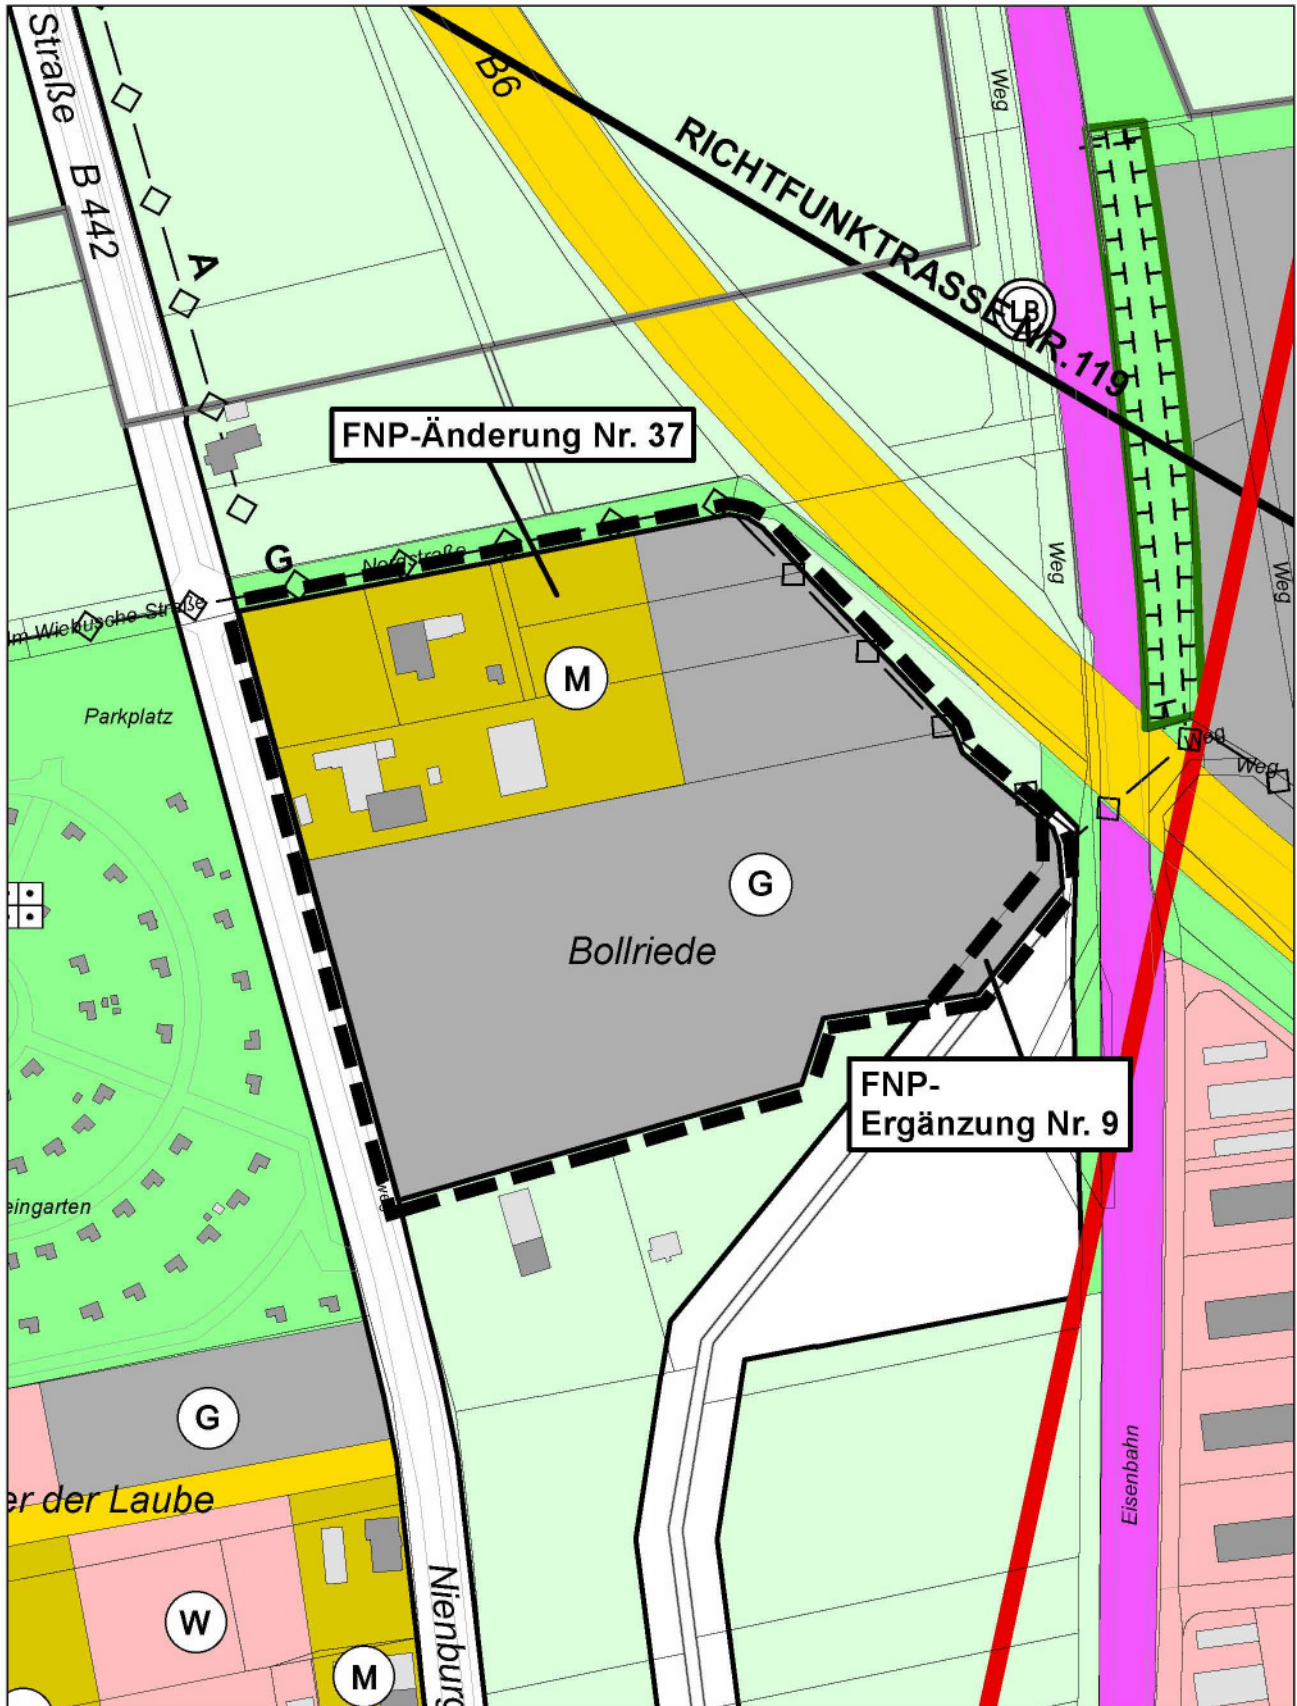 Straße
B 442
B6
Weg
RICHTFUNKTRASSE NR.119
LB
A
FNP-Änderung Nr. 37
Weg
Weg
G
Nordstraße
lm Wiebusche-Straße
M
Parkplatz
Weg
Weg
G
Bollriede
FNP-
Ergänzung Nr. 9
weg
eingarten
G
Eisenbahn
er der Laube
W
Nienburg
M